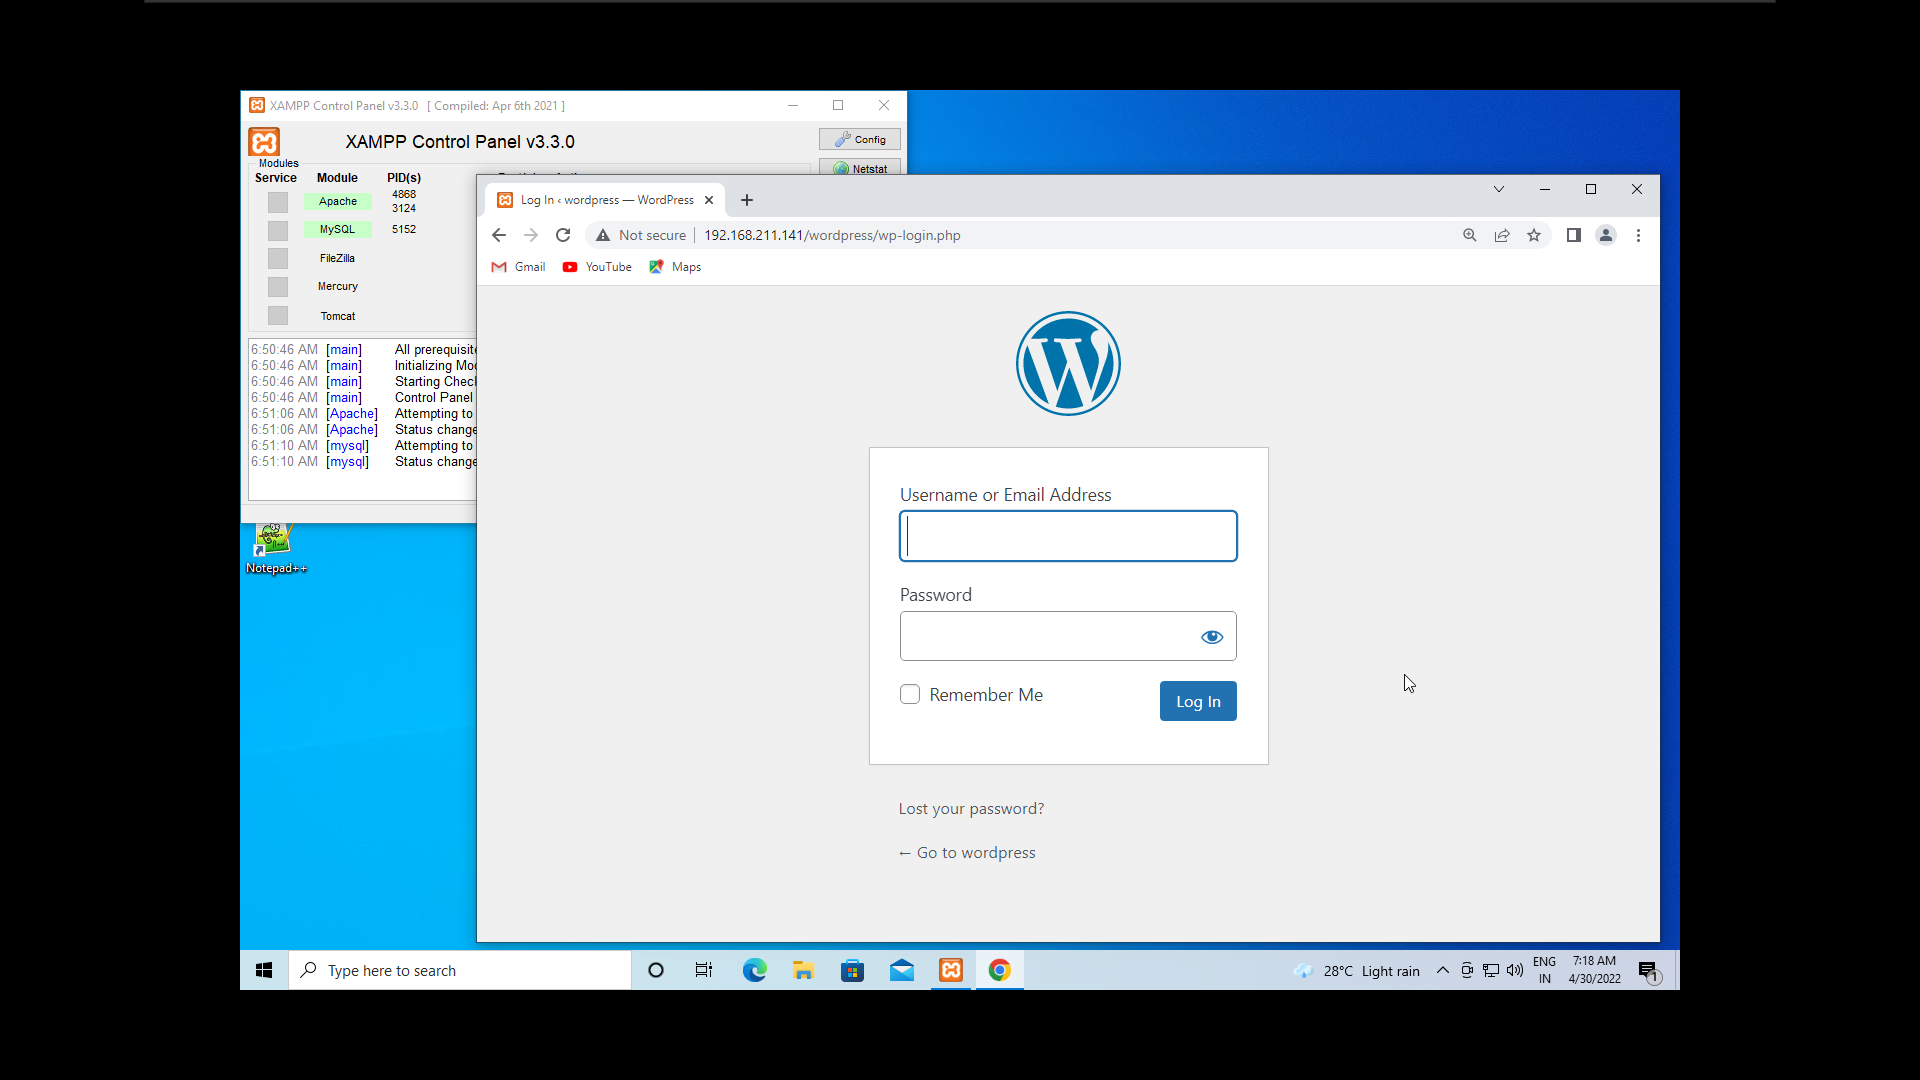 XAMPP Control Panel v3.3.0 [ Compiled: Apr 6th 2021 ]
XAMPP Control Panel v3.3.0
Config
Modules
Netstat
Service Module PID(s)
Apache 4868
3124
MySQL 5152
FileZilla
Mercury
Tomcat
6:50:46 AM [main] All prerequisite
6:50:46 AM [main] Initializing Mod
6:50:46 AM [main] Starting Chec
6:50:46 AM [main] Control Panel
6:51:06 AM [Apache] Attempting to
6:51:06 AM [Apache] Status change
6:51:10 AM [mysql] Attempting to
6:51:10 AM [mysql] Status change
Notepad++
Log In ‹ wordpress — WordPress
Not secure 192.168.211.141/wordpress/wp-login.php
Gmail YouTube Maps
Username or Email Address
Password
Remember Me
Log In
Lost your password?
← Go to wordpress
Type here to search
28°C Light rain
ENG
IN
7:18 AM
4/30/2022
1